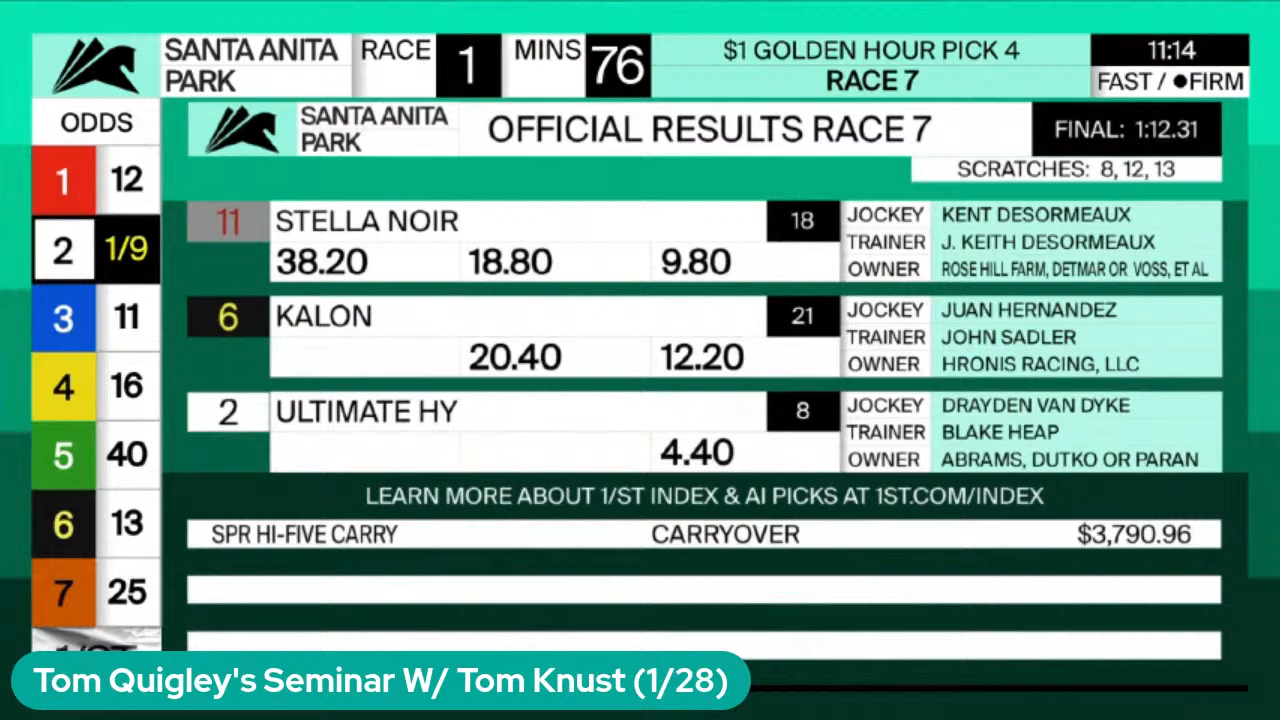 SANTA ANITA PARK RACE 1 MINS 76 $1 GOLDEN HOUR PICK 4 RACE 7 11:14 FAST / ●FIRM
ODDS
1 12
2 1/9
3 11
4 16
5 40
6 13
7 25
SANTA ANITA PARK OFFICIAL RESULTS RACE 7 FINAL: 1:12.31
SCRATCHES: 8, 12, 13
11 STELLA NOIR 18 JOCKEY KENT DESORMEAUX
TRAINER J. KEITH DESORMEAUX
38.20 18.80 9.80 OWNER ROSE HILL FARM, DETMAR OR VOSS, ET AL
6 KALON 21 JOCKEY JUAN HERNANDEZ
TRAINER JOHN SADLER
20.40 12.20 OWNER HRONIS RACING, LLC
2 ULTIMATE HY 8 JOCKEY DRAYDEN VAN DYKE
TRAINER BLAKE HEAP
4.40 OWNER ABRAMS, DUTKO OR PARAN
LEARN MORE ABOUT 1/ST INDEX & AI PICKS AT 1ST.COM/INDEX
SPR HI-FIVE CARRY CARRYOVER $3,790.96
Tom Quigley's Seminar W/ Tom Knust (1/28)